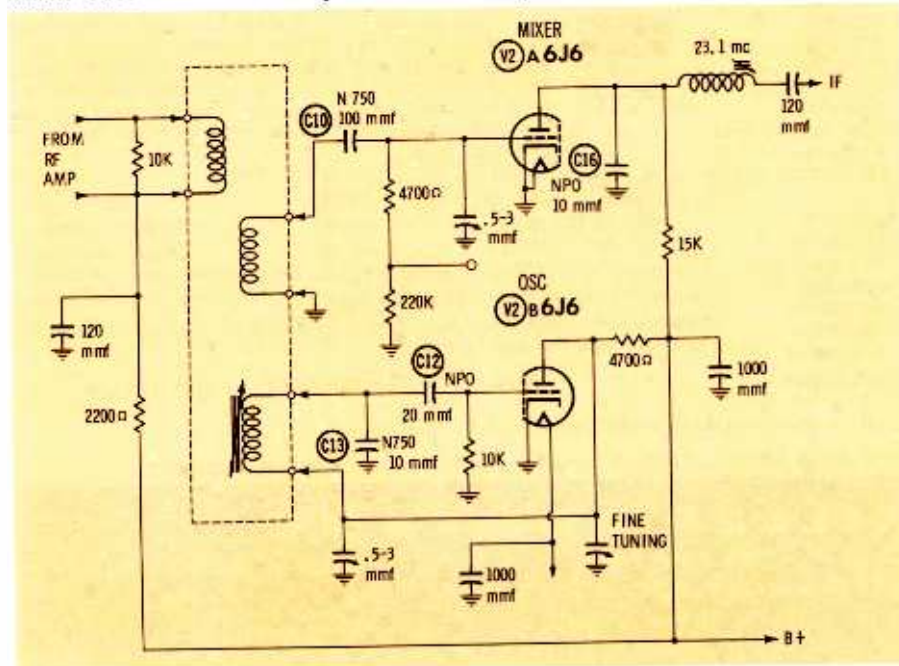 MIXER
V2 A 6J6
23.1 mc
IF
120
mmf
N 750
100 mmf
C10
FROM
RF
AMP
10K
4700Ω
C16
NPO
10 mmf
.5-3
mmf
15K
220K
OSC
V2 B 6J6
4700Ω
1000
mmf
120
mmf
2200Ω
C12
NPO
20 mmf
C13
N750
10 mmf
10K
FINE
TUNING
.5-3
mmf
1000
mmf
B+